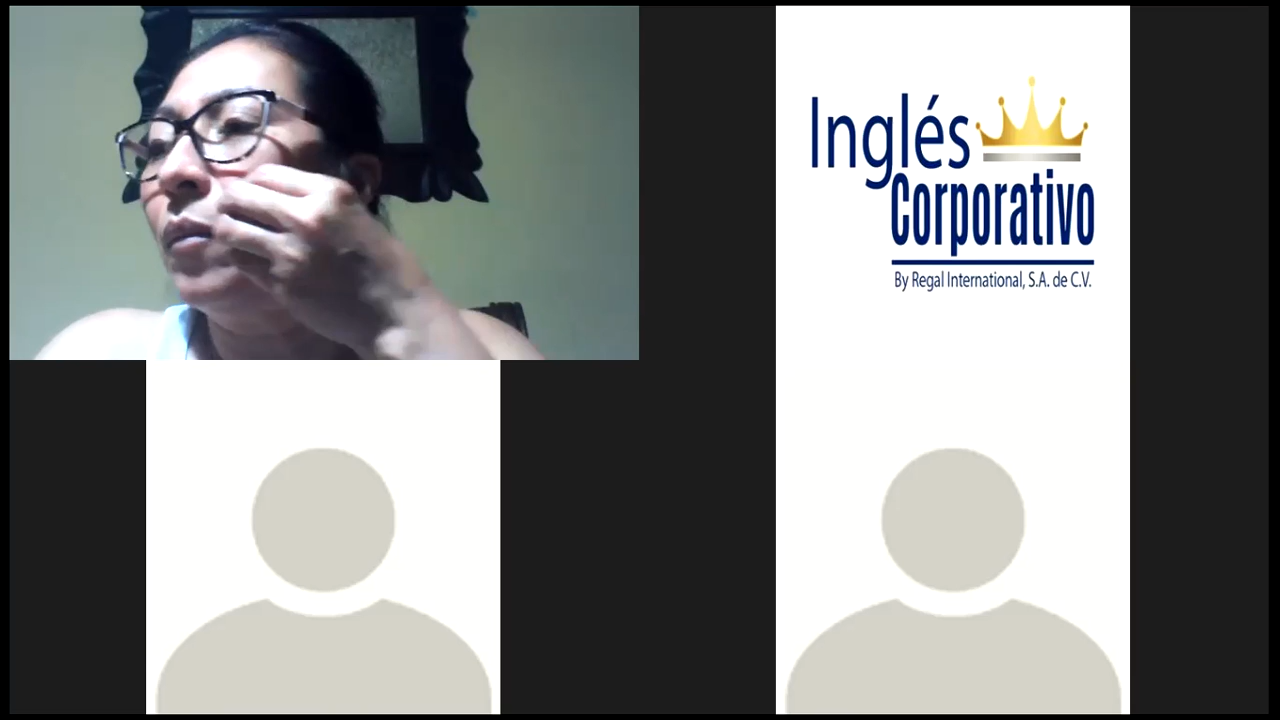 Inglés
Corporativo
By Regal International, S.A. de C.V.